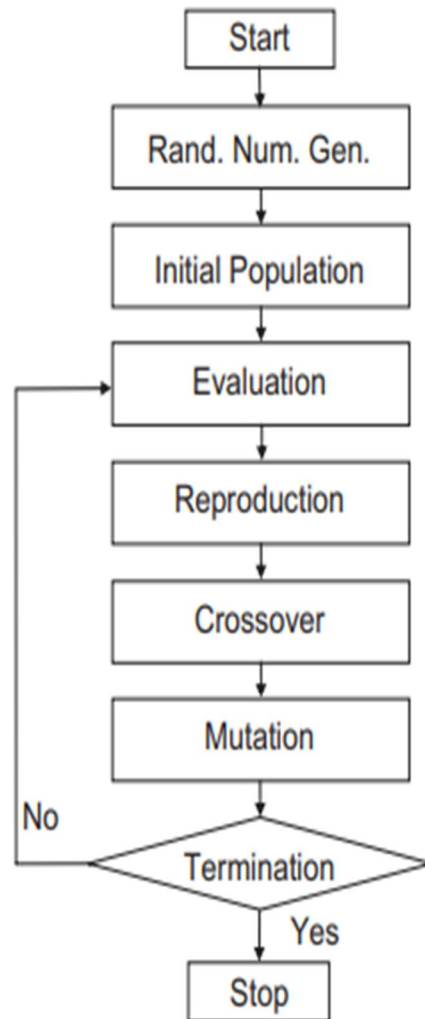 Start
Rand. Num. Gen.
Initial Population
Evaluation
Reproduction
Crossover
Mutation
No
Termination
Yes
Stop